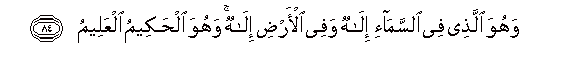 وَهُوَ ٱلَّذِى فِى ٱلسَّمَآءِ إِلَـٰهٌ وَفِى ٱلْأَرْضِ إِلَـٰهٌ ۚ وَهُوَ ٱلْحَكِيمُ ٱلْعَلِيمُ ۝٨٤